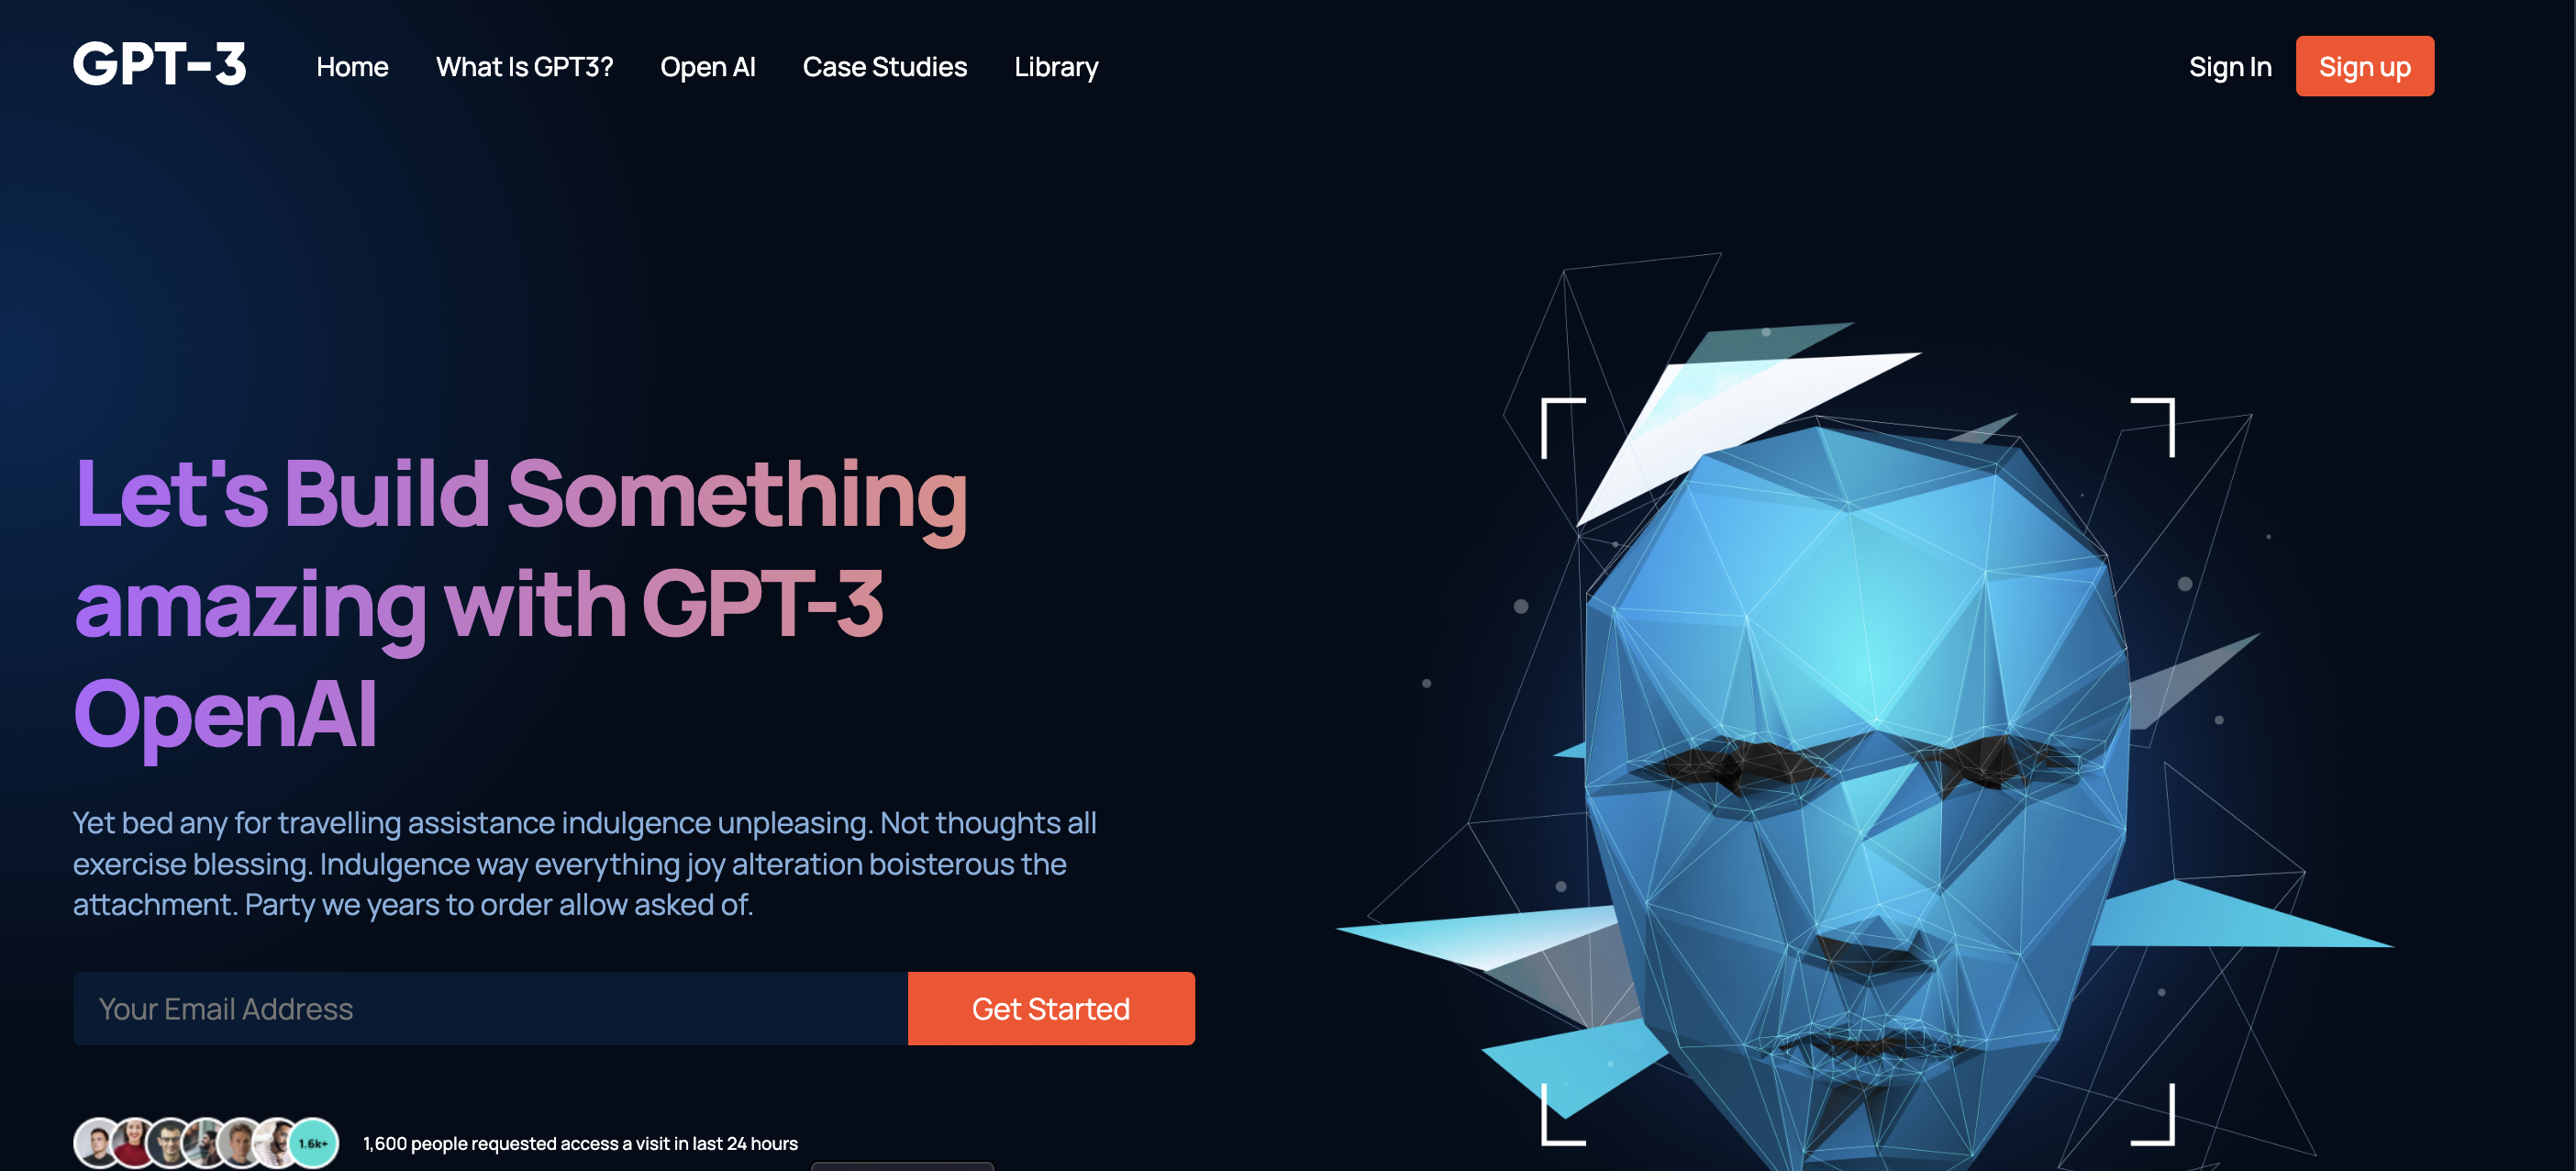 GPT-3
Home What Is GPT3? Open AI Case Studies Library
Sign In Sign up
Let's Build Something
amazing with GPT-3
OpenAI
Yet bed any for travelling assistance indulgence unpleasing. Not thoughts all
exercise blessing. Indulgence way everything joy alteration boisterous the
attachment. Party we years to order allow asked of.
Your Email Address Get Started
1.6k+ 1,600 people requested access a visit in last 24 hours